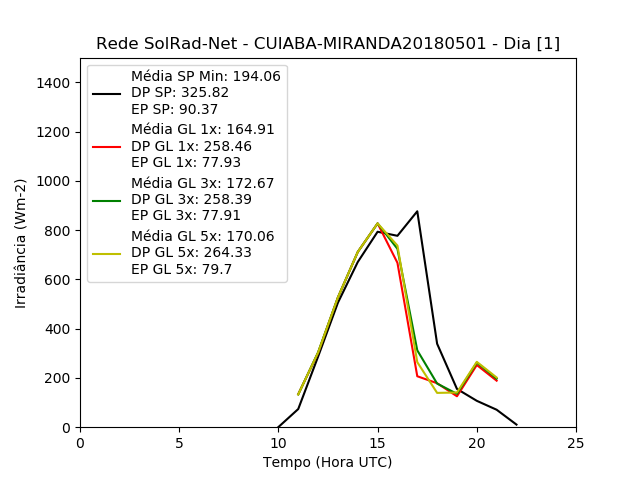 Rede SolRad-Net - CUIABA-MIRANDA20180501 - Dia [1]
Média SP Min: 194.06
DP SP: 325.82
EP SP: 90.37
Média GL 1x: 164.91
DP GL 1x: 258.46
EP GL 1x: 77.93
Média GL 3x: 172.67
DP GL 3x: 258.39
EP GL 3x: 77.91
Média GL 5x: 170.06
DP GL 5x: 264.33
EP GL 5x: 79.7
Irradiância (Wm-2)
1400
1200
1000
800
600
400
200
0
0 5 10 15 20 25
Tempo (Hora UTC)